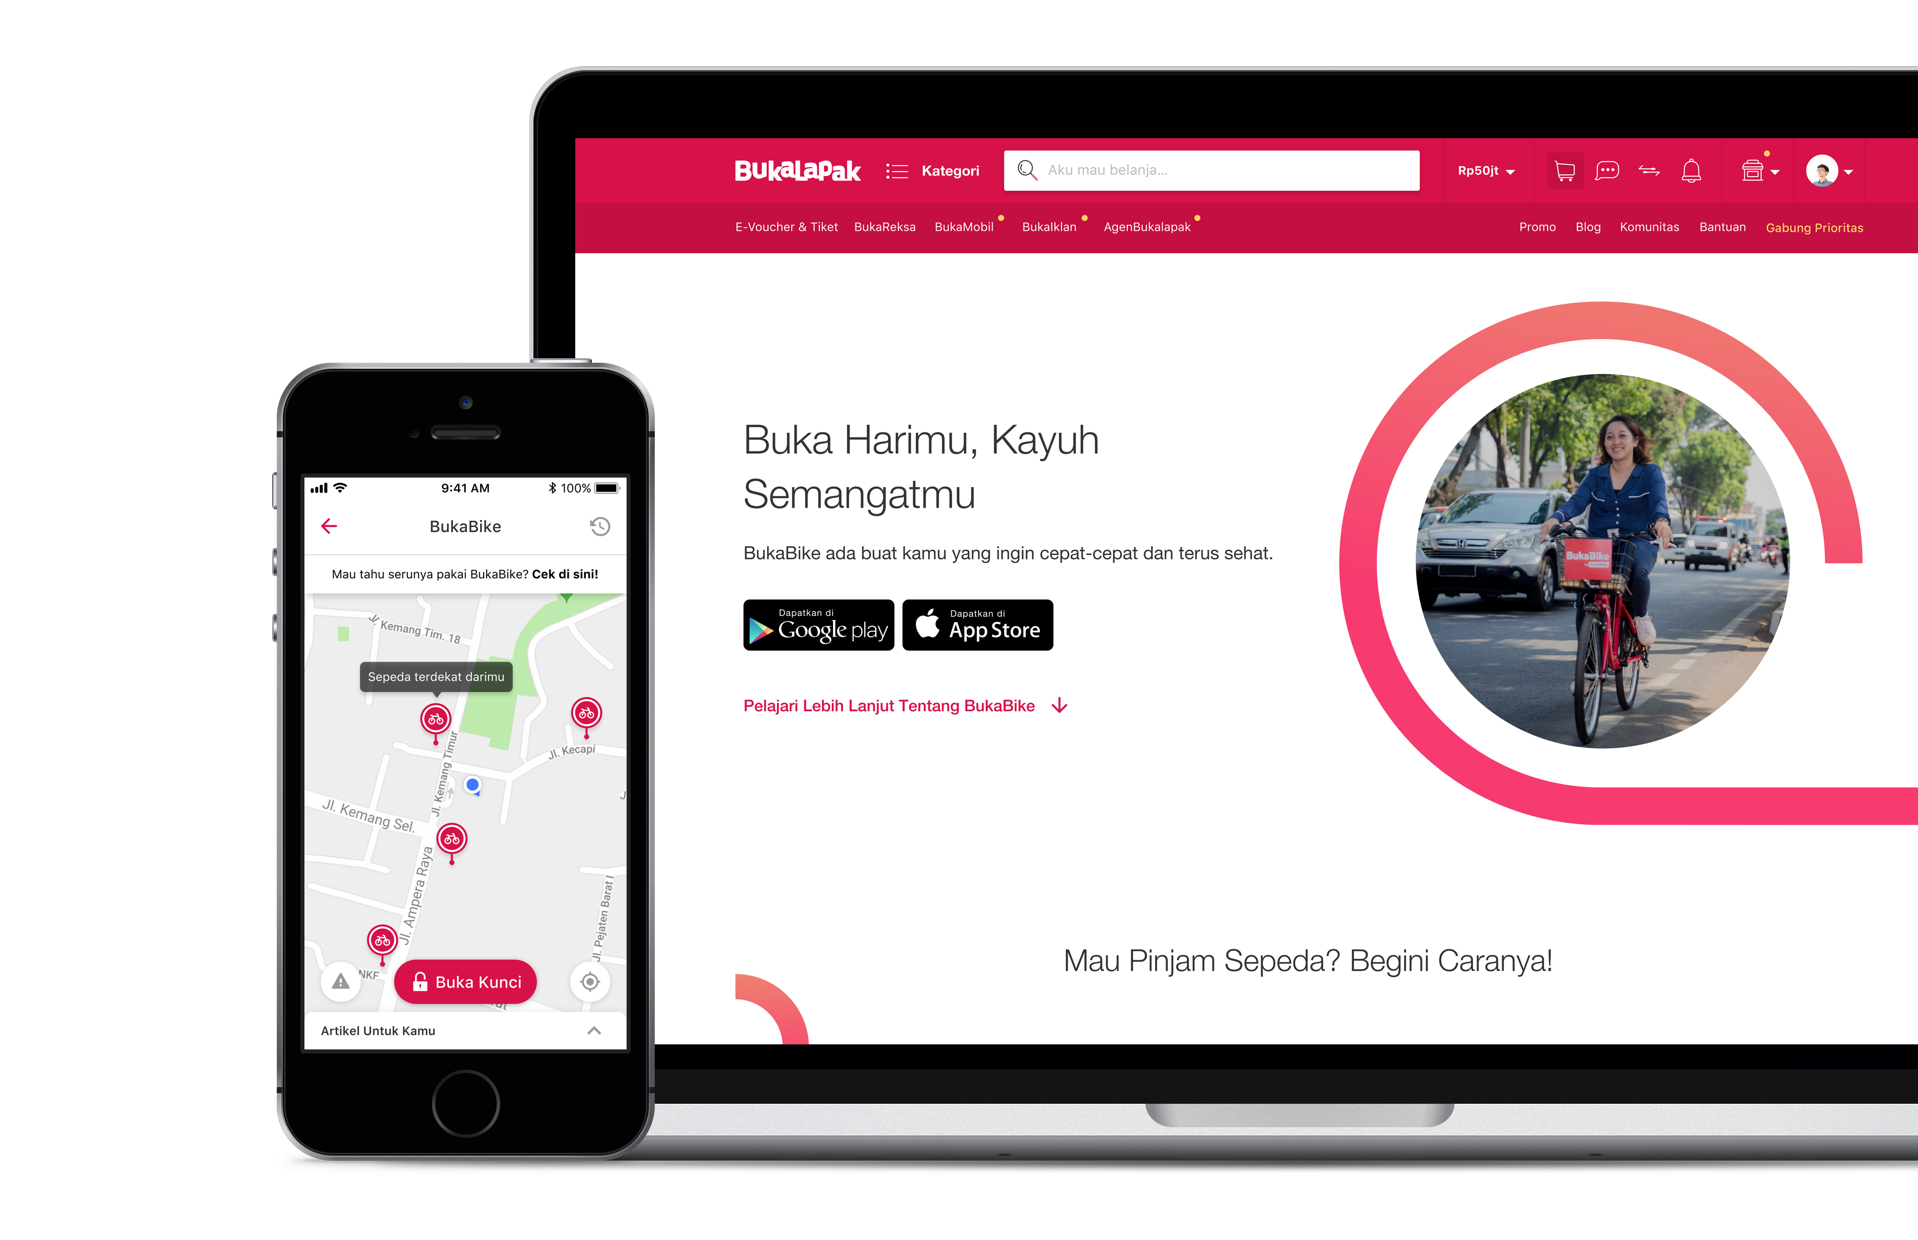 BukaLapak
Kategori
Aku mau belanja...
Rp50jt
E-Voucher & Tiket BukaReksa BukaMobil BukaIklan AgenBukalapak
Promo Blog Komunitas Bantuan Gabung Prioritas
Buka Harimu, Kayuh
Semangatmu
BukaBike ada buat kamu yang ingin cepat-cepat dan terus sehat.
Dapatkan di
Google play
Dapatkan di
App Store
Pelajari Lebih Lanjut Tentang BukaBike
BukaBike
Mau Pinjam Sepeda? Begini Caranya!
9:41 AM
100%
BukaBike
Mau tahu serunya pakai BukaBike? Cek di sini!
Jl. Kemang Tim. 18
Sepeda terdekat darimu
Jl. Kecapi
Jl. Kemang Timur
Jl. Kemang Sel.
Jl. Ampera Raya
Jl. Pejaten Barat I
NKF
Buka Kunci
Artikel Untuk Kamu